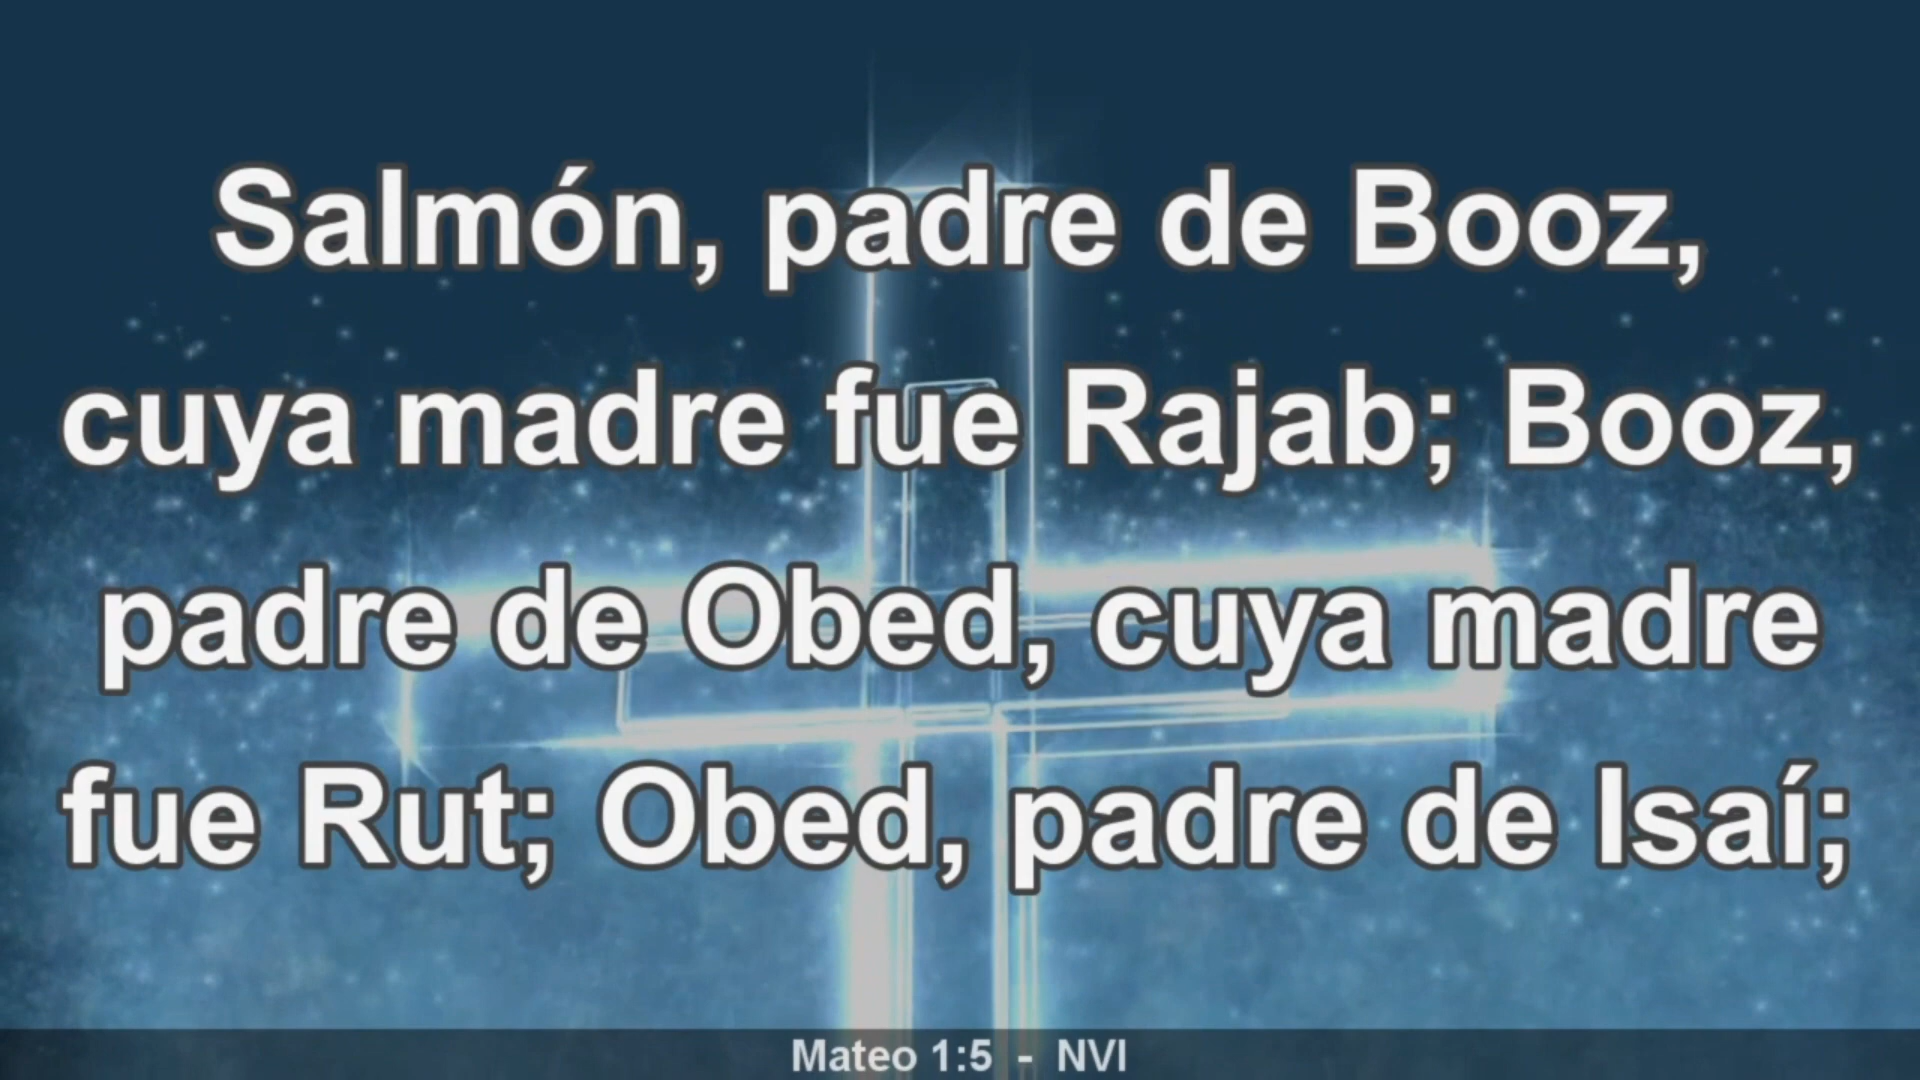 Salmón, padre de Booz,
cuya madre fue Rajab; Booz,
padre de Obed, cuya madre
fue Rut; Obed, padre de Isaí;
Mateo 1:5 - NVI